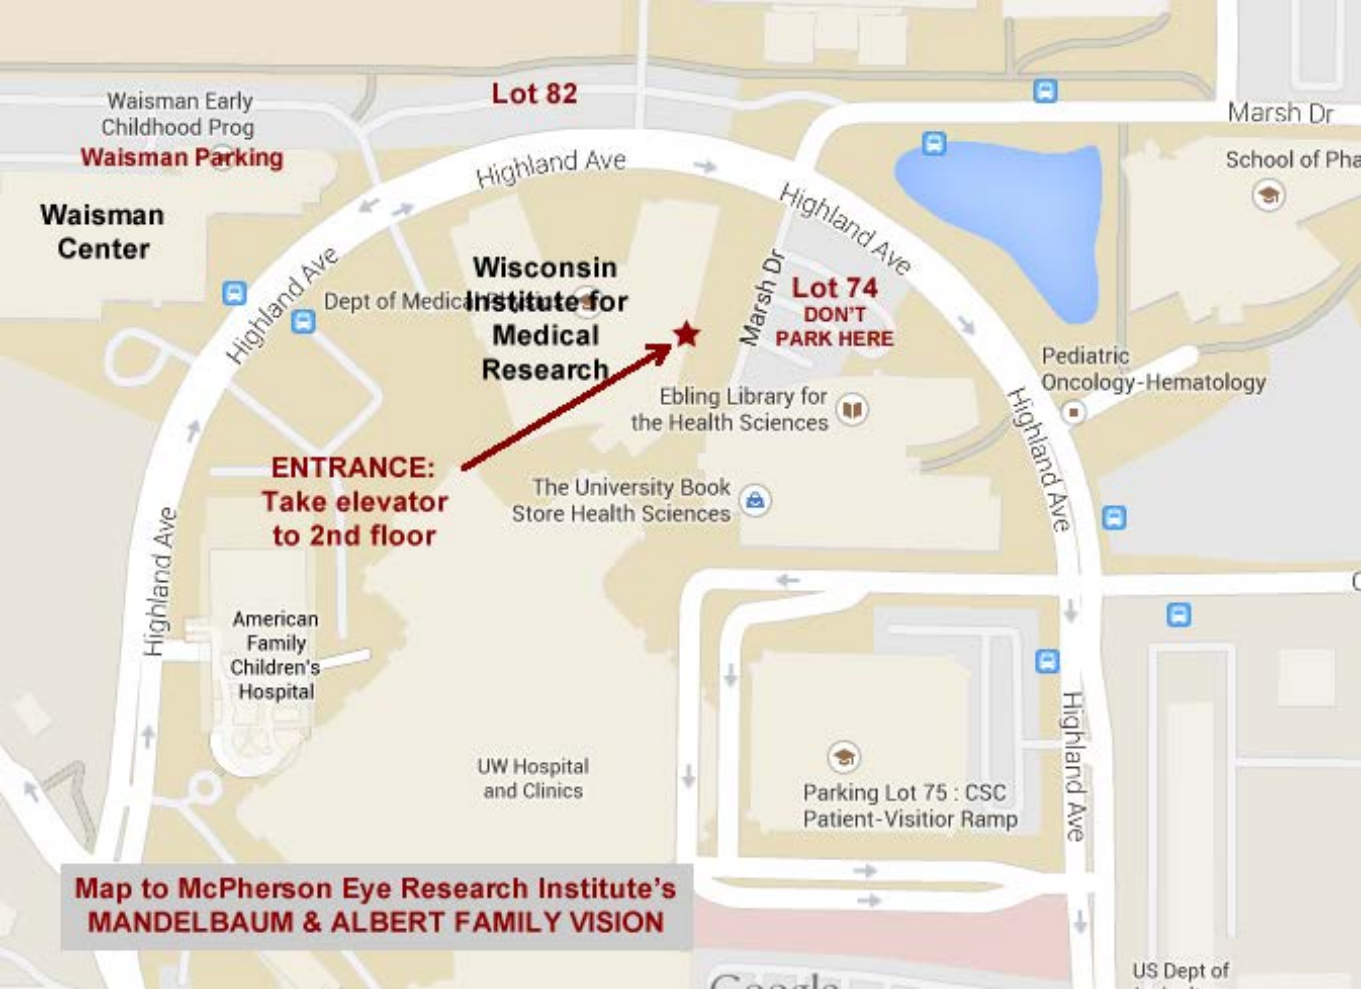 Lot 82
Waisman Early
Childhood Prog
Waisman Parking
Marsh Dr
School of Pha
Highland Ave
Highland Ave
Waisman
Center
Highland Ave
Wisconsin
Institute for
Medical
Research
Dept of Medical
Marsh Dr
Lot 74
DON'T
PARK HERE
Pediatric
Oncology-Hematology
Ebling Library for
the Health Sciences
Highland Ave
ENTRANCE:
Take elevator
to 2nd floor
The University Book
Store Health Sciences
Highland Ave
American
Family
Children's
Hospital
Highland Ave
UW Hospital
and Clinics
Parking Lot 75 : CSC
Patient-Visitior Ramp
Map to McPherson Eye Research Institute's
MANDELBAUM & ALBERT FAMILY VISION
Google
US Dept of